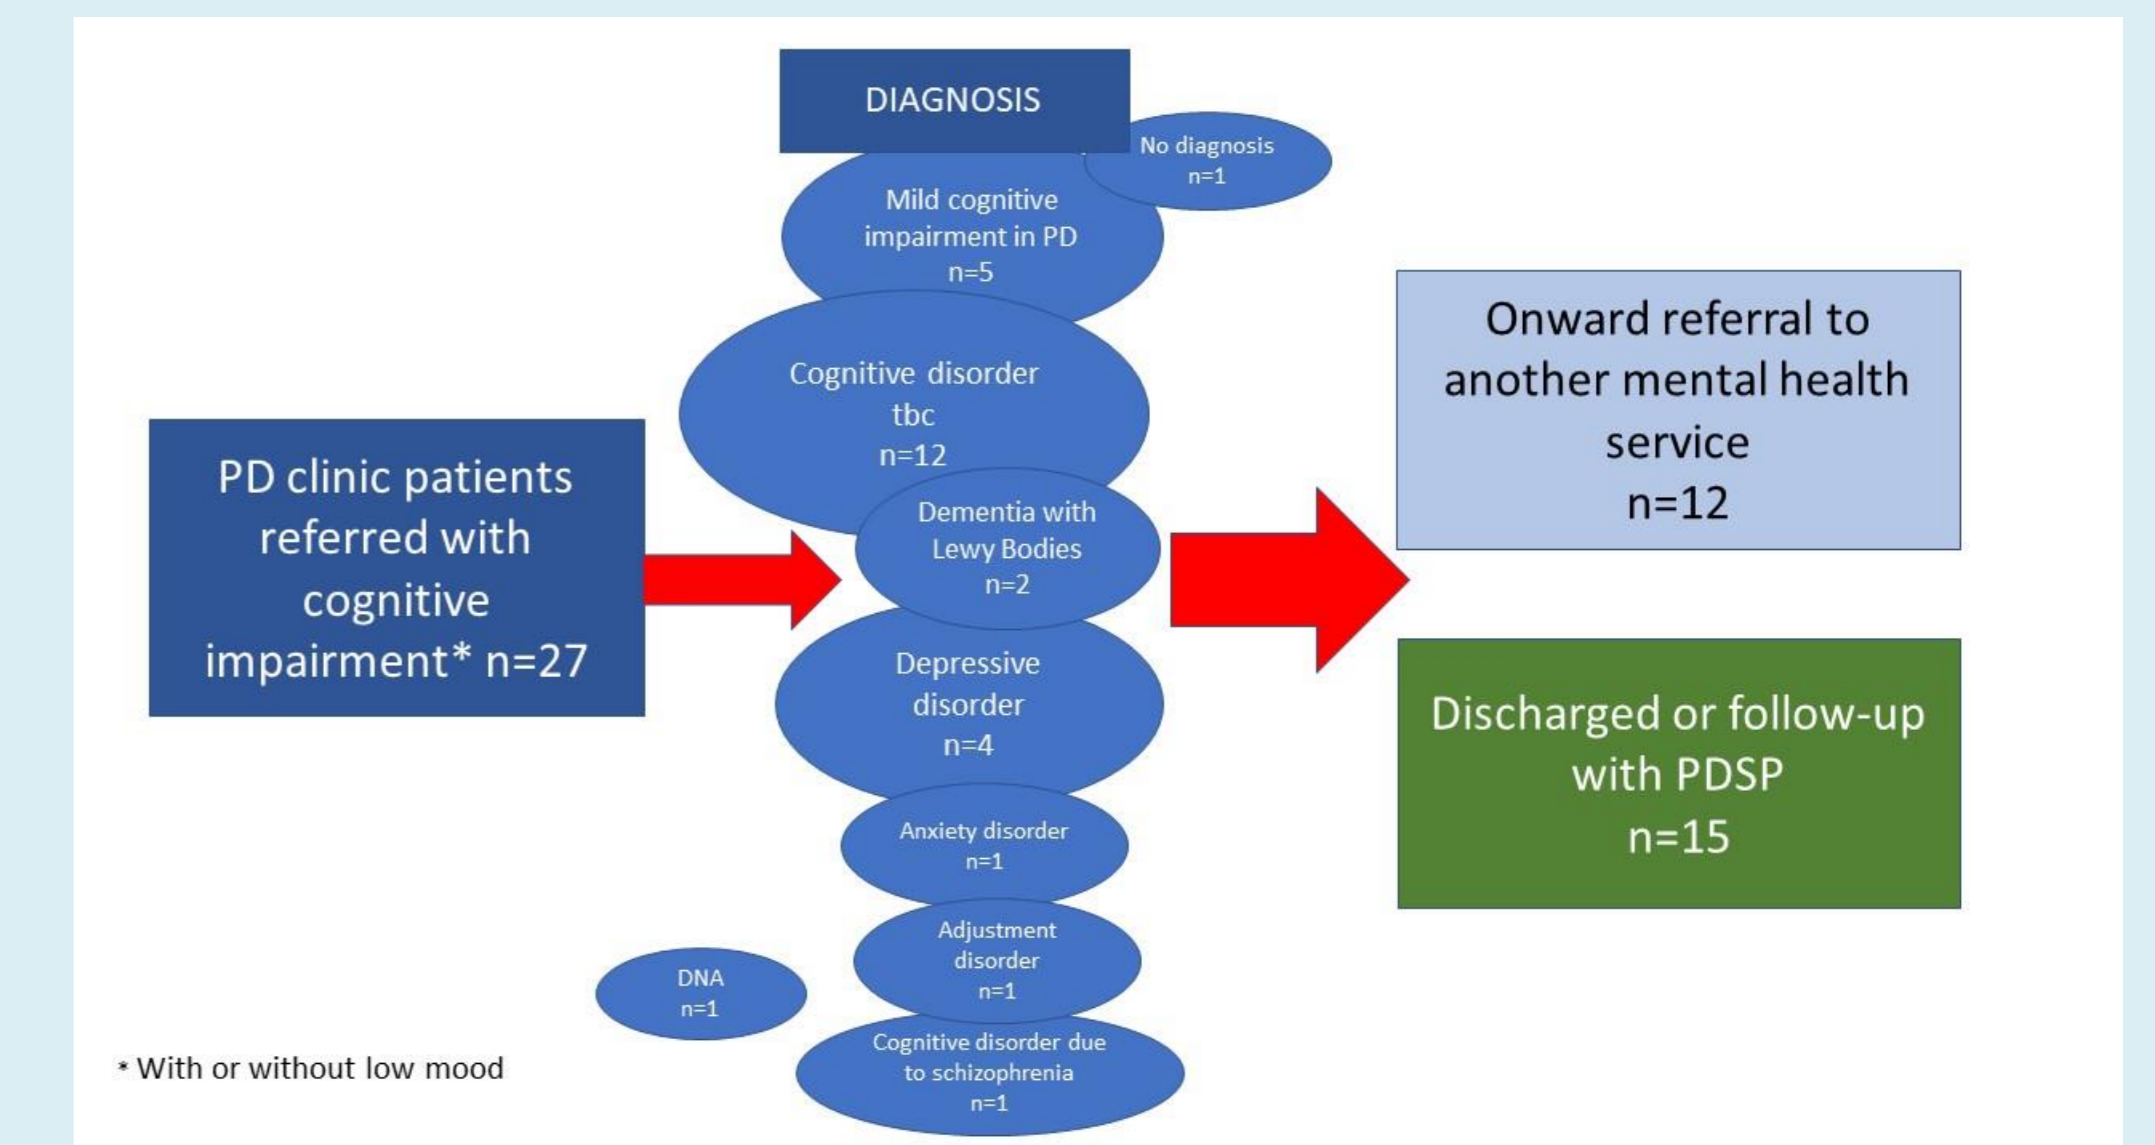 DIAGNOSIS
No diagnosis
n=1
Mild cognitive
impairment in PD
n=5
Cognitive disorder
tbc
n=12
Dementia with
Lewy Bodies
n=2
Depressive
disorder
n=4
Anxiety disorder
n=1
Adjustment
disorder
n=1
DNA
n=1
Cognitive disorder due
to schizophrenia
n=1
PD clinic patients
referred with
cognitive
impairment* n=27
* With or without low mood
Onward referral to
another mental health
service
n=12
Discharged or follow-up
with PDSP
n=15